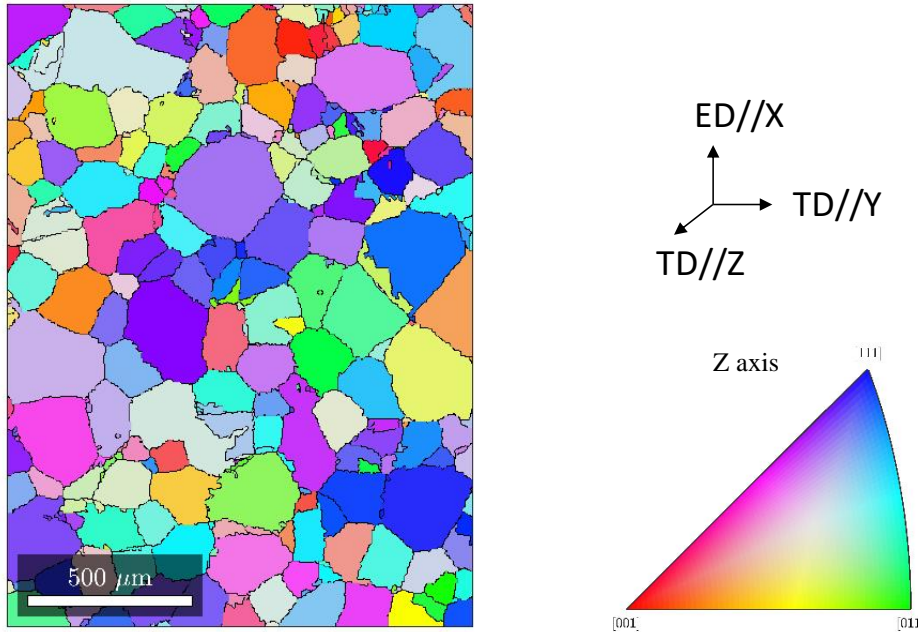 ED//X
TD//Y
TD//Z
Z axis
[111]
[001]
[011]
500 µm